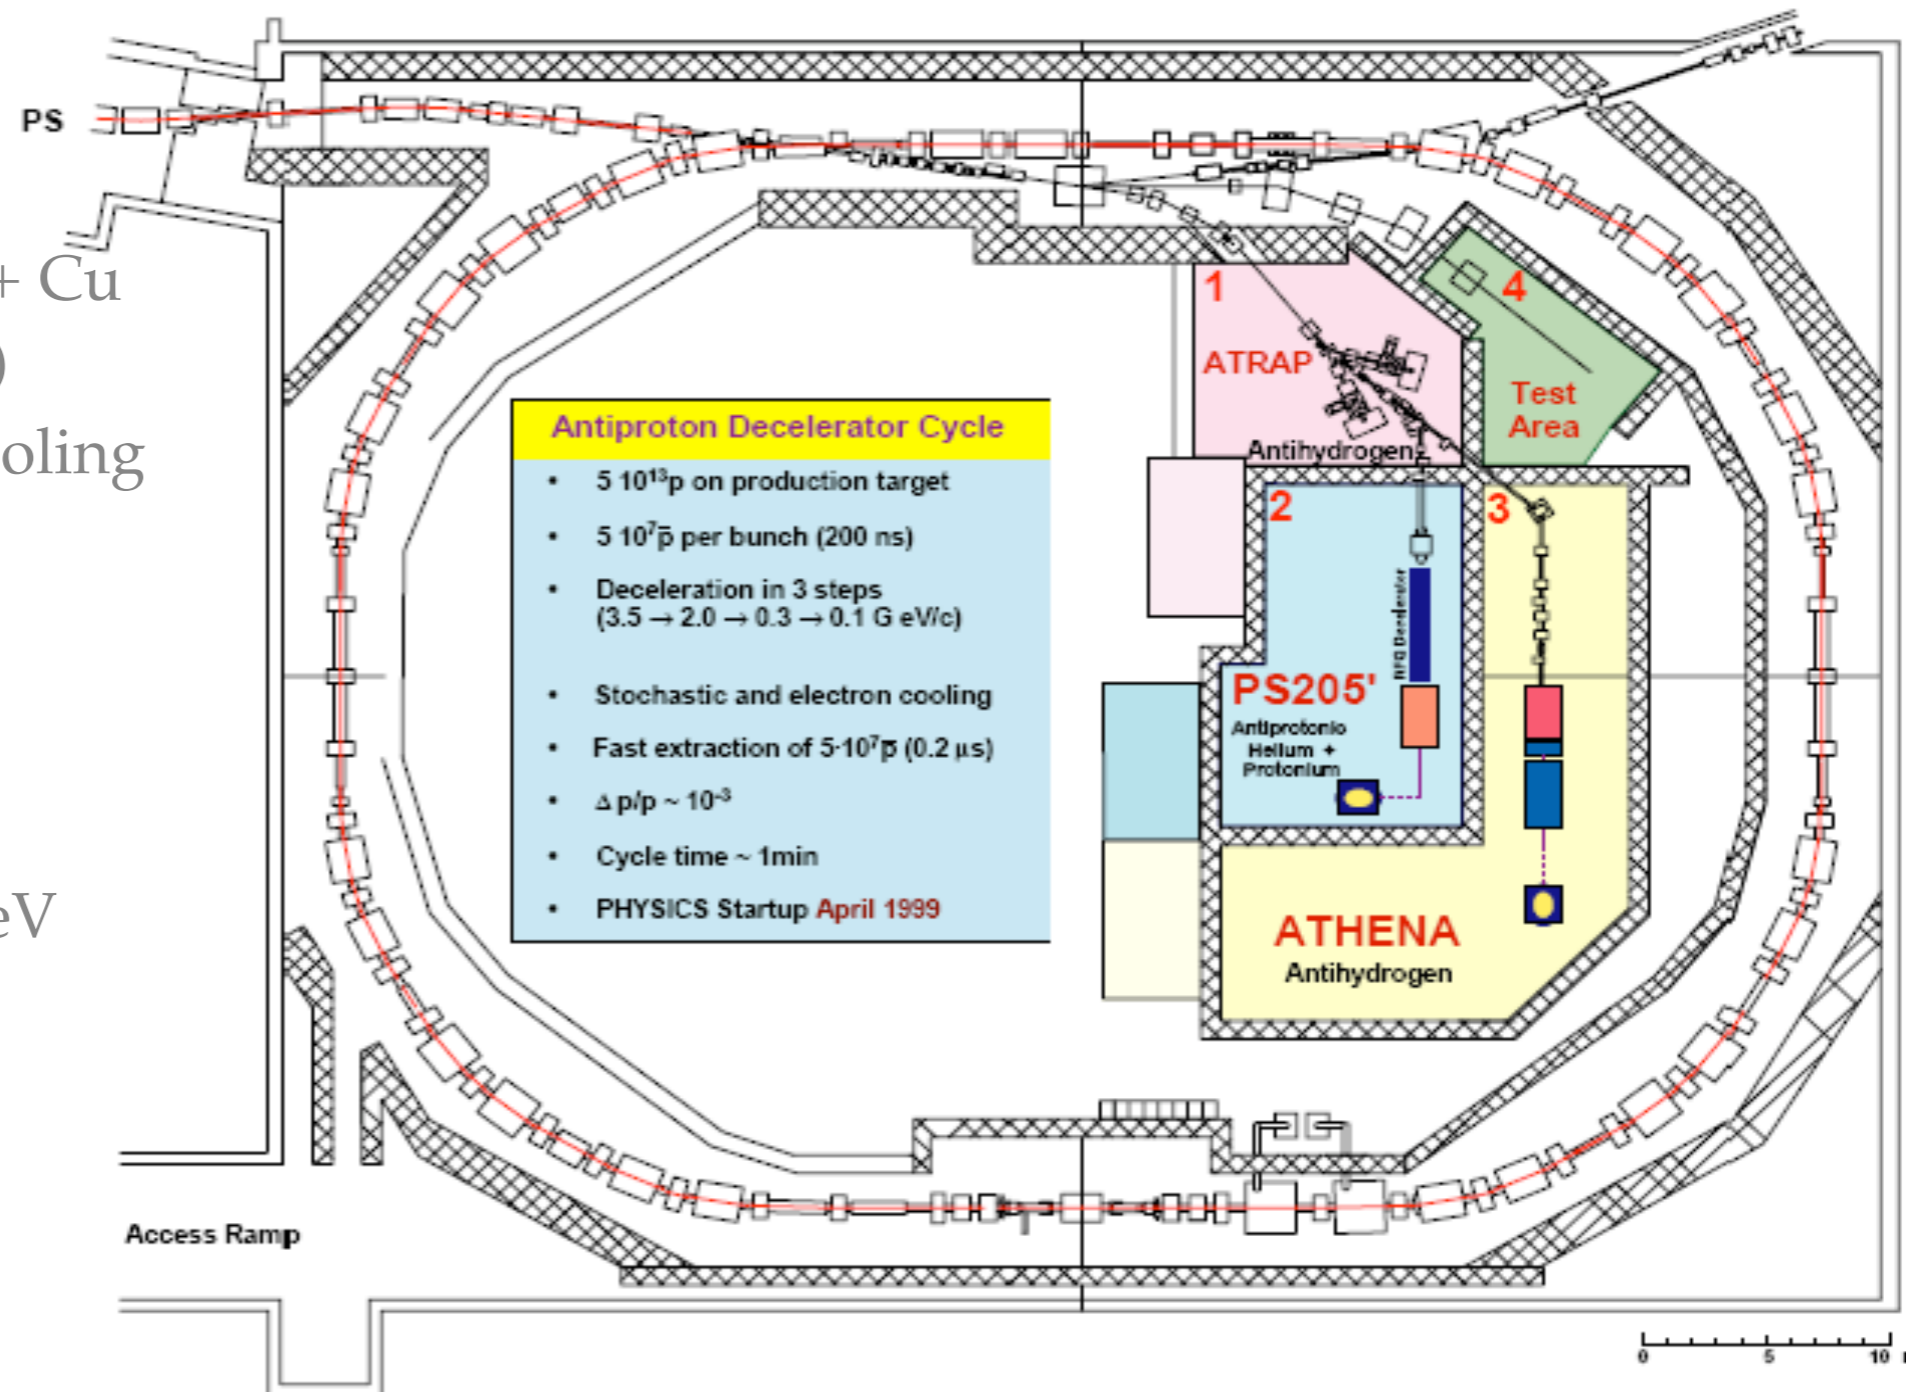 PS
+ Cu
)
ooling
eV
1
ATRAP
Antihydrogen
4
Test
Area
Antiproton Decelerator Cycle
• 5 10¹³p on production target
• 5 10⁷p̅ per bunch (200 ns)
• Deceleration in 3 steps
(3.5 → 2.0 → 0.3 → 0.1 G eV/c)
• Stochastic and electron cooling
• Fast extraction of 5·10⁷p̅ (0.2 µs)
• Δ p/p ~ 10⁻³
• Cycle time ~ 1min
• PHYSICS Startup April 1999
2
RFQ Decelerator
PS205'
Antiprotonic
Helium +
Protonium
3
ATHENA
Antihydrogen
Access Ramp
0 5 10